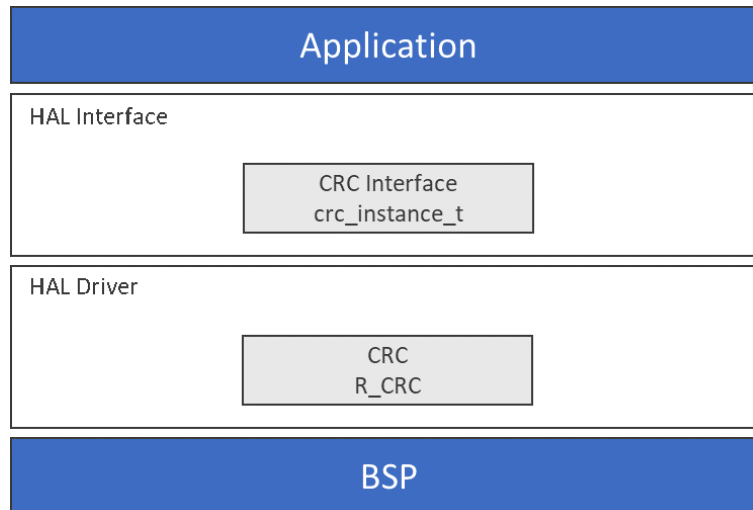 Application
HAL Interface
CRC Interface
crc_instance_t
HAL Driver
CRC
R_CRC
BSP